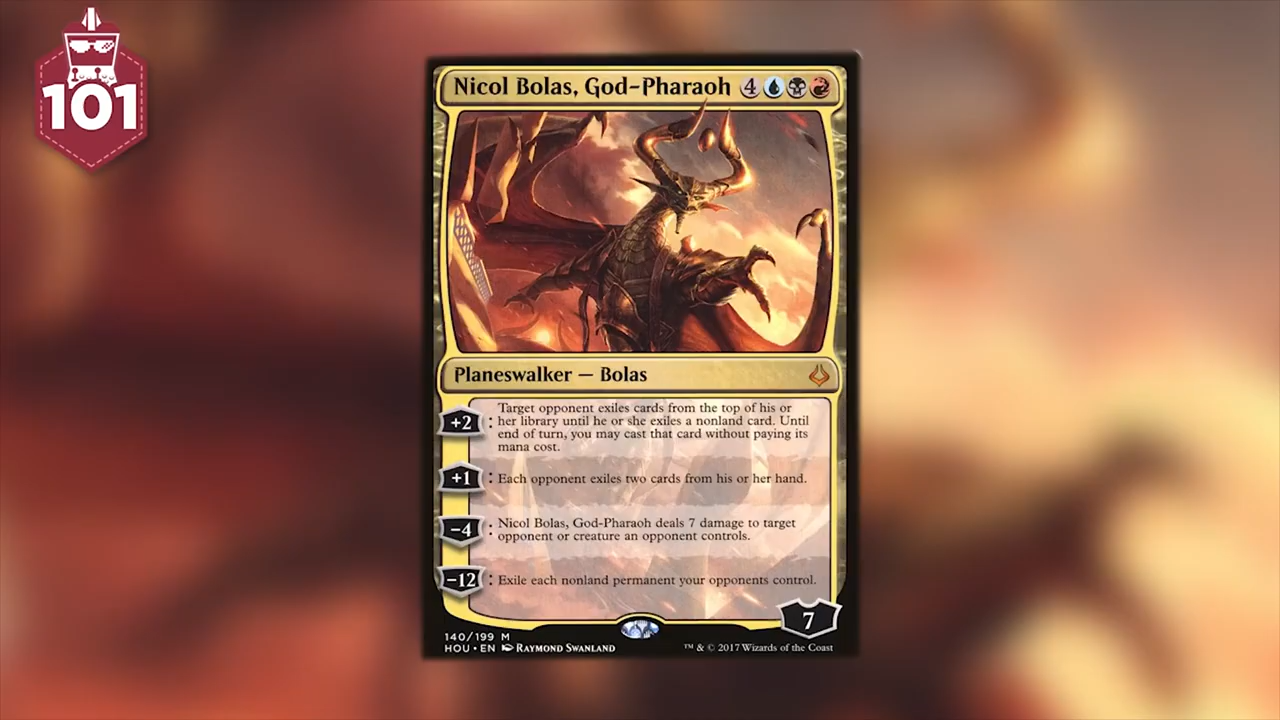 101
Nicol Bolas, God-Pharaoh 4
Planeswalker — Bolas
+2 : Target opponent exiles cards from the top of his or
her library until he or she exiles a nonland card. Until
end of turn, you may cast that card without paying its
mana cost.
+1 : Each opponent exiles two cards from his or her hand.
-4 : Nicol Bolas, God-Pharaoh deals 7 damage to target
opponent or creature an opponent controls.
-12 : Exile each nonland permanent your opponents control.
7
140/199 M
HOU • EN Raymond Swanland
™ & © 2017 Wizards of the Coast